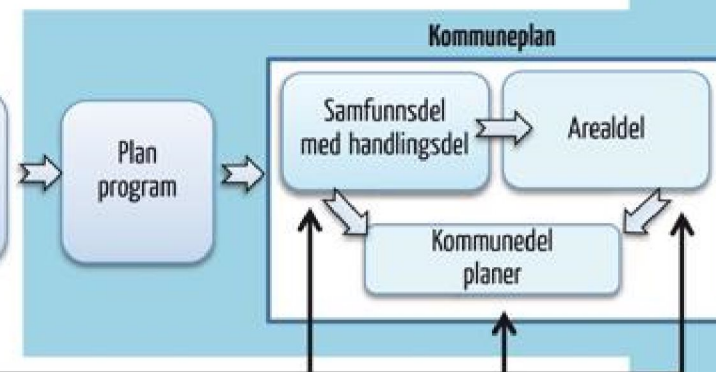 Kommuneplan
Plan
program
Samfunnsdel
med handlingsdel
Arealdel
Kommunedel
planer